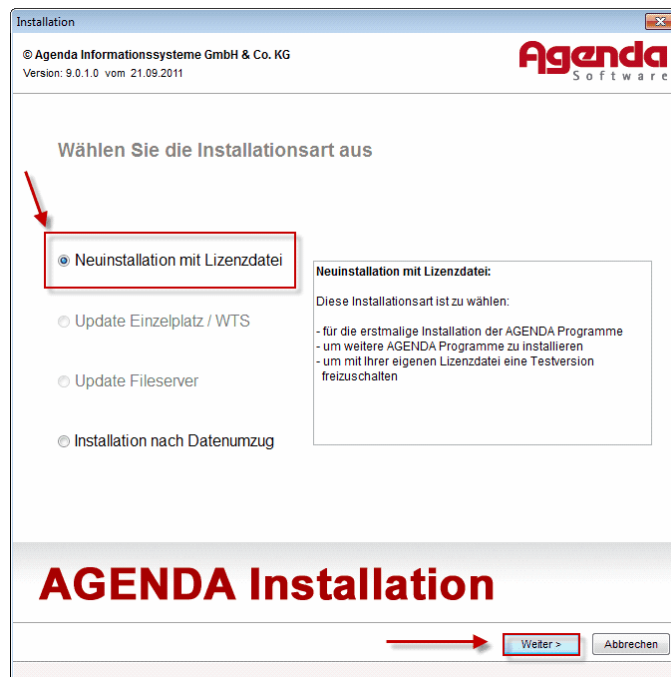 Installation
© Agenda Informationssysteme GmbH & Co. KG
Version: 9.0.1.0 vom 21.09.2011
Agenda
Software
Wählen Sie die Installationsart aus
Neuinstallation mit Lizenzdatei
Update Einzelplatz / WTS
Update Fileserver
Installation nach Datenumzug
Neuinstallation mit Lizenzdatei:
Diese Installationsart ist zu wählen:
- für die erstmalige Installation der AGENDA Programme
- um weitere AGENDA Programme zu installieren
- um mit Ihrer eigenen Lizenzdatei eine Testversion
freizuschalten
AGENDA Installation
Weiter >
Abbrechen